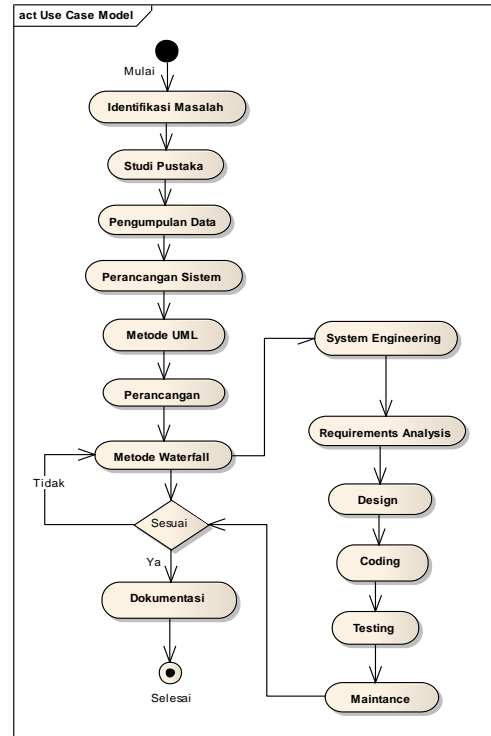 act Use Case Model
Mulai
Identifikasi Masalah
Studi Pustaka
Pengumpulan Data
Perancangan Sistem
Metode UML
Perancangan
Metode Waterfall
Tidak
Sesuai
Ya
Dokumentasi
Selesai
System Engineering
Requirements Analysis
Design
Coding
Testing
Maintance